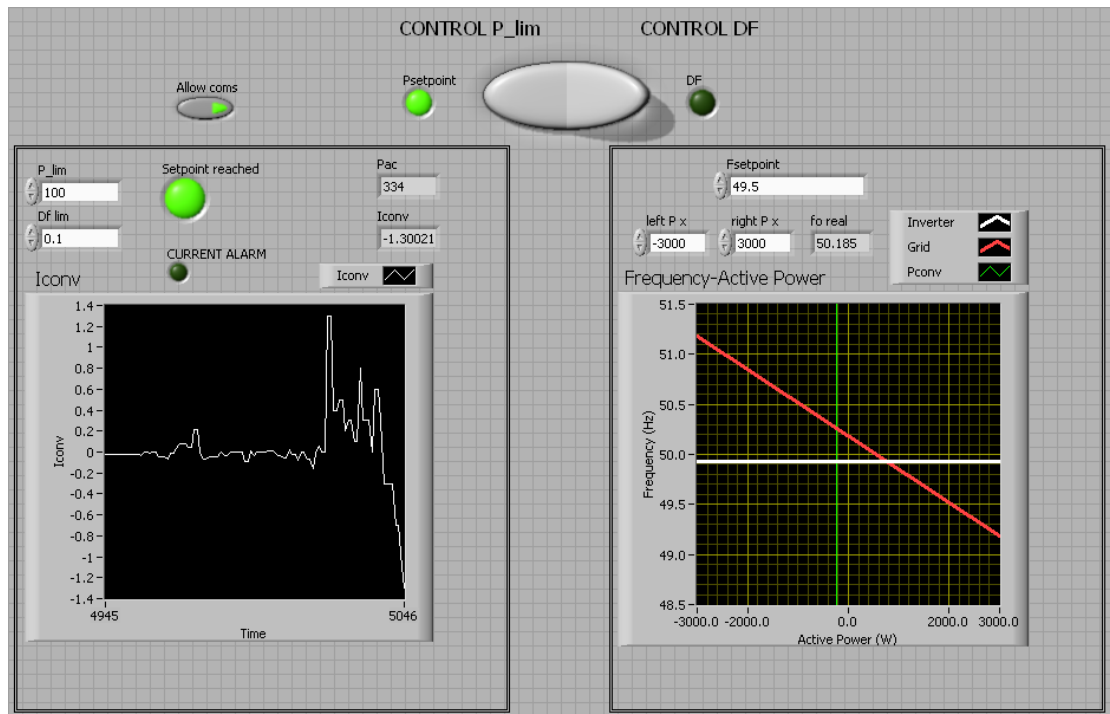 CONTROL P_lim CONTROL DF
Allow coms
Psetpoint
DF
P_lim
100
Df lim
0.1
Setpoint reached
CURRENT ALARM
Pac
334
Iconv
-1.30021
Iconv
Iconv
1.4
1.2
1
0.8
0.6
0.4
0.2
0
-0.2
-0.4
-0.6
-0.8
-1
-1.2
-1.4
Iconv
4945 5046
Time
Fsetpoint
49.5
left P x right P x fo real
-3000 3000 50.185
Inverter
Grid
Pconv
Frequency-Active Power
51.5
51.0
50.5
50.0
49.5
49.0
48.5
Frequency (Hz)
-3000.0 -2000.0 0.0 2000.0 3000.0
Active Power (W)